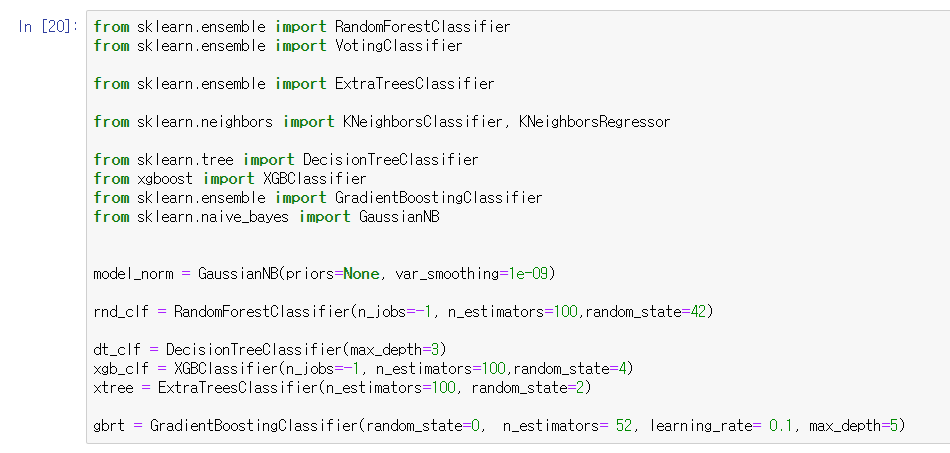 In [20]:
from sklearn.ensemble import RandomForestClassifier
from sklearn.ensemble import VotingClassifier
from sklearn.ensemble import ExtraTreesClassifier
from sklearn.neighbors import KNeighborsClassifier, KNeighborsRegressor
from sklearn.tree import DecisionTreeClassifier
from xgboost import XGBClassifier
from sklearn.ensemble import GradientBoostingClassifier
from sklearn.naive_bayes import GaussianNB
model_norm = GaussianNB(priors=None, var_smoothing=1e-09)
rnd_clf = RandomForestClassifier(n_jobs=-1, n_estimators=100,random_state=42)
dt_clf = DecisionTreeClassifier(max_depth=3)
xgb_clf = XGBClassifier(n_jobs=-1, n_estimators=100,random_state=4)
xtree = ExtraTreesClassifier(n_estimators=100, random_state=2)
gbrt = GradientBoostingClassifier(random_state=0,  n_estimators= 52, learning_rate= 0.1, max_depth=5)